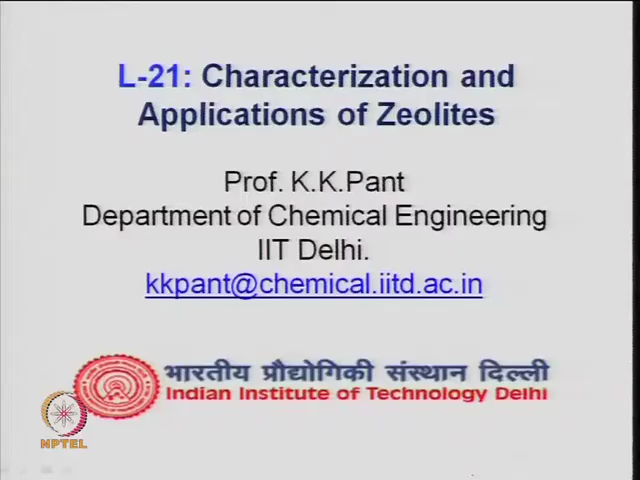 L-21: Characterization and
Applications of Zeolites
Prof. K.K.Pant
Department of Chemical Engineering
IIT Delhi.
kkpant@chemical.iitd.ac.in
भारतीय प्रौद्योगिकी संस्थान दिल्ली
Indian Institute of Technology Delhi
NPTEL